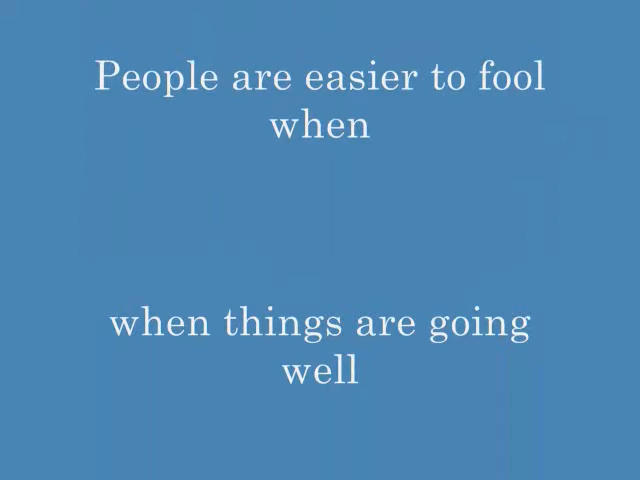 People are easier to fool
when
when things are going
well